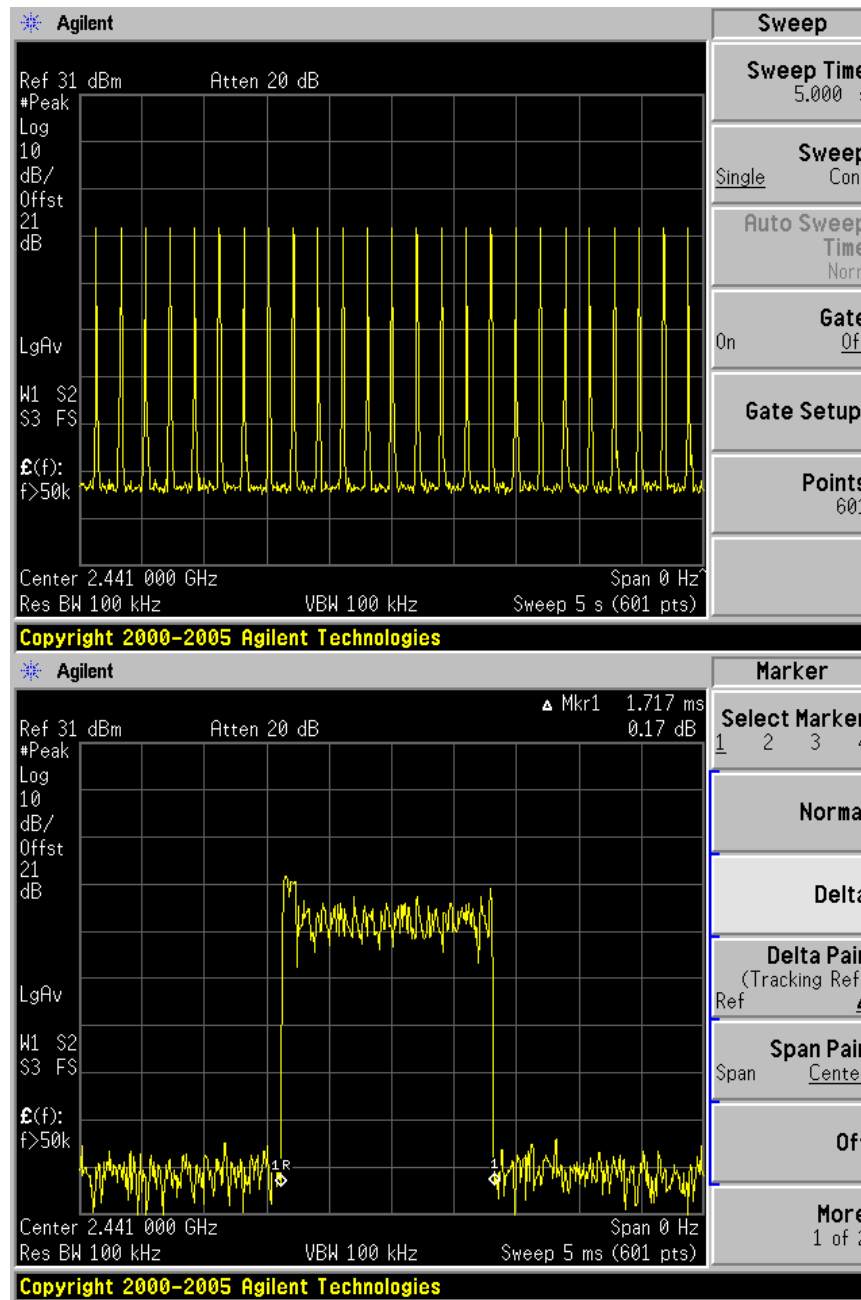 Agilent
Sweep
Ref 31 dBm Atten 20 dB
#Peak
Log
10
dB/
Offst
21
dB
LgAv
W1 S2
S3 FS
£(f):
f>50k
Center 2.441 000 GHz Span 0 Hz^
Res BW 100 kHz VBW 100 kHz Sweep 5 s (601 pts)
Copyright 2000-2005 Agilent Technologies
Sweep Time
5.000 s
Sweep
Single Con
Auto Sweep
Time
Norm
Gate
On Of
Gate Setup
Points
601
Agilent
Marker
Δ Mkr1 1.717 ms
Ref 31 dBm Atten 20 dB 0.17 dB
#Peak
Log
10
dB/
Offst
21
dB
LgAv
W1 S2
S3 FS
£(f):
f>50k
1R
1
Center 2.441 000 GHz Span 0 Hz
Res BW 100 kHz VBW 100 kHz Sweep 5 ms (601 pts)
Copyright 2000-2005 Agilent Technologies
Select Marker
1 2 3 4
Normal
Delta
Delta Pair
(Tracking Ref
Ref Δ
Span Pair
Span Center
Off
More
1 of 2